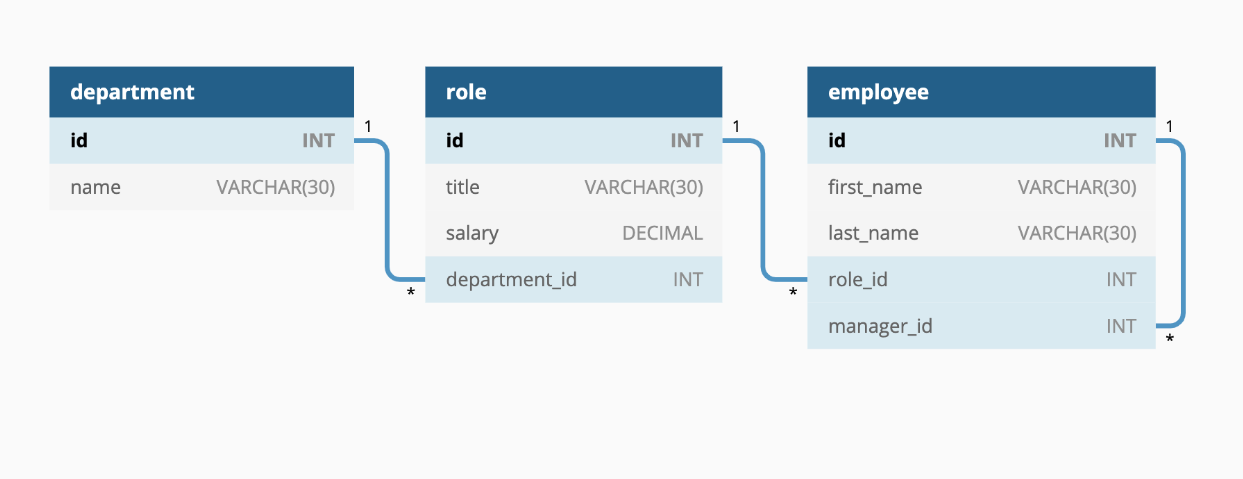 department
id INT
name VARCHAR(30)
1
*
role
id INT
title VARCHAR(30)
salary DECIMAL
department_id INT
1
*
employee
id INT
first_name VARCHAR(30)
last_name VARCHAR(30)
role_id INT
manager_id INT
1
*